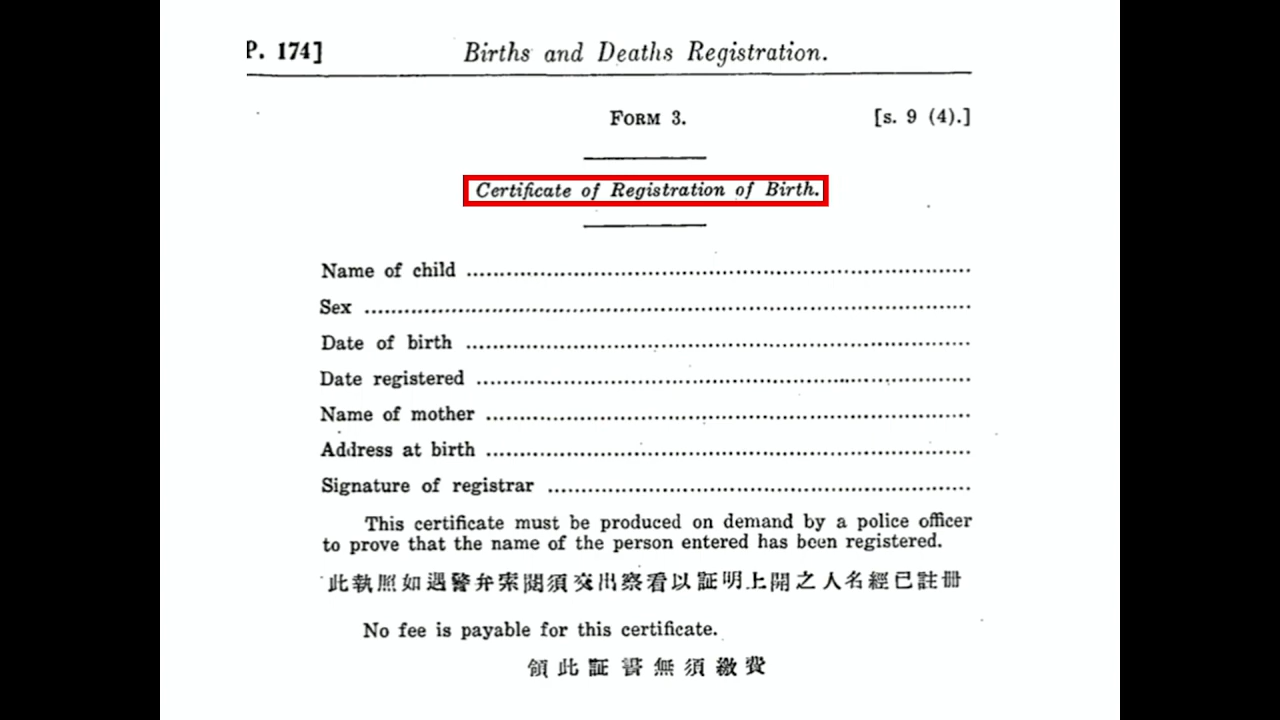 P. 174]
Births and Deaths Registration.
FORM 3.
[s. 9 (4).]
Certificate of Registration of Birth.
Name of child
Sex
Date of birth
Date registered
Name of mother
Address at birth
Signature of registrar
This certificate must be produced on demand by a police officer
to prove that the name of the person entered has been registered.
此執照如遇警弁索閱須交出察看以証明上開之人名經已註冊
No fee is payable for this certificate.
領此証書無須繳費